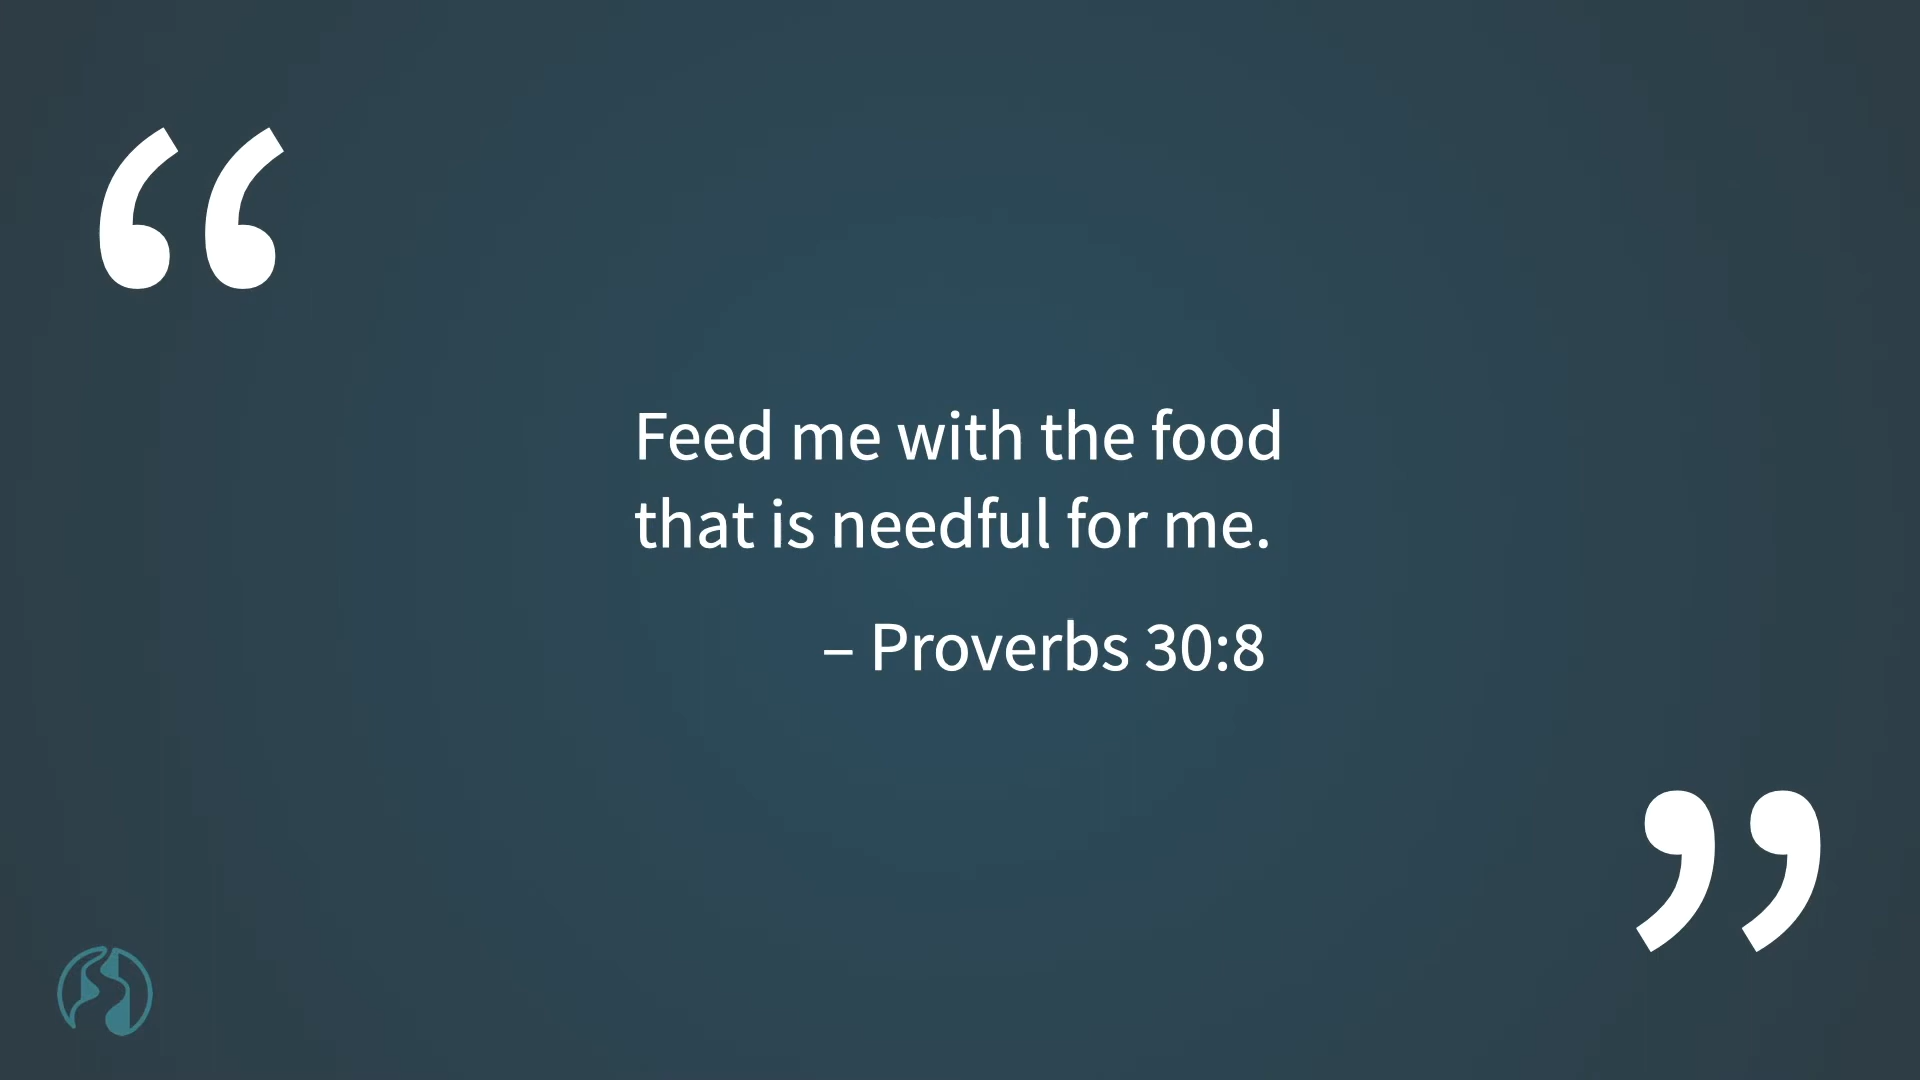 “
Feed me with the food
that is needful for me.
– Proverbs 30:8
”